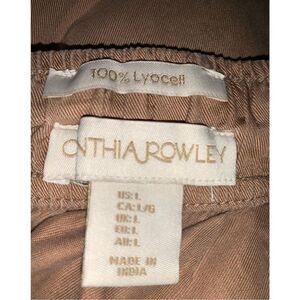 100% Lyocell
CYNTHIA ROWLEY
US: L
CA: L/G
UK: L
EU: L
AU: L
MADE IN
INDIA